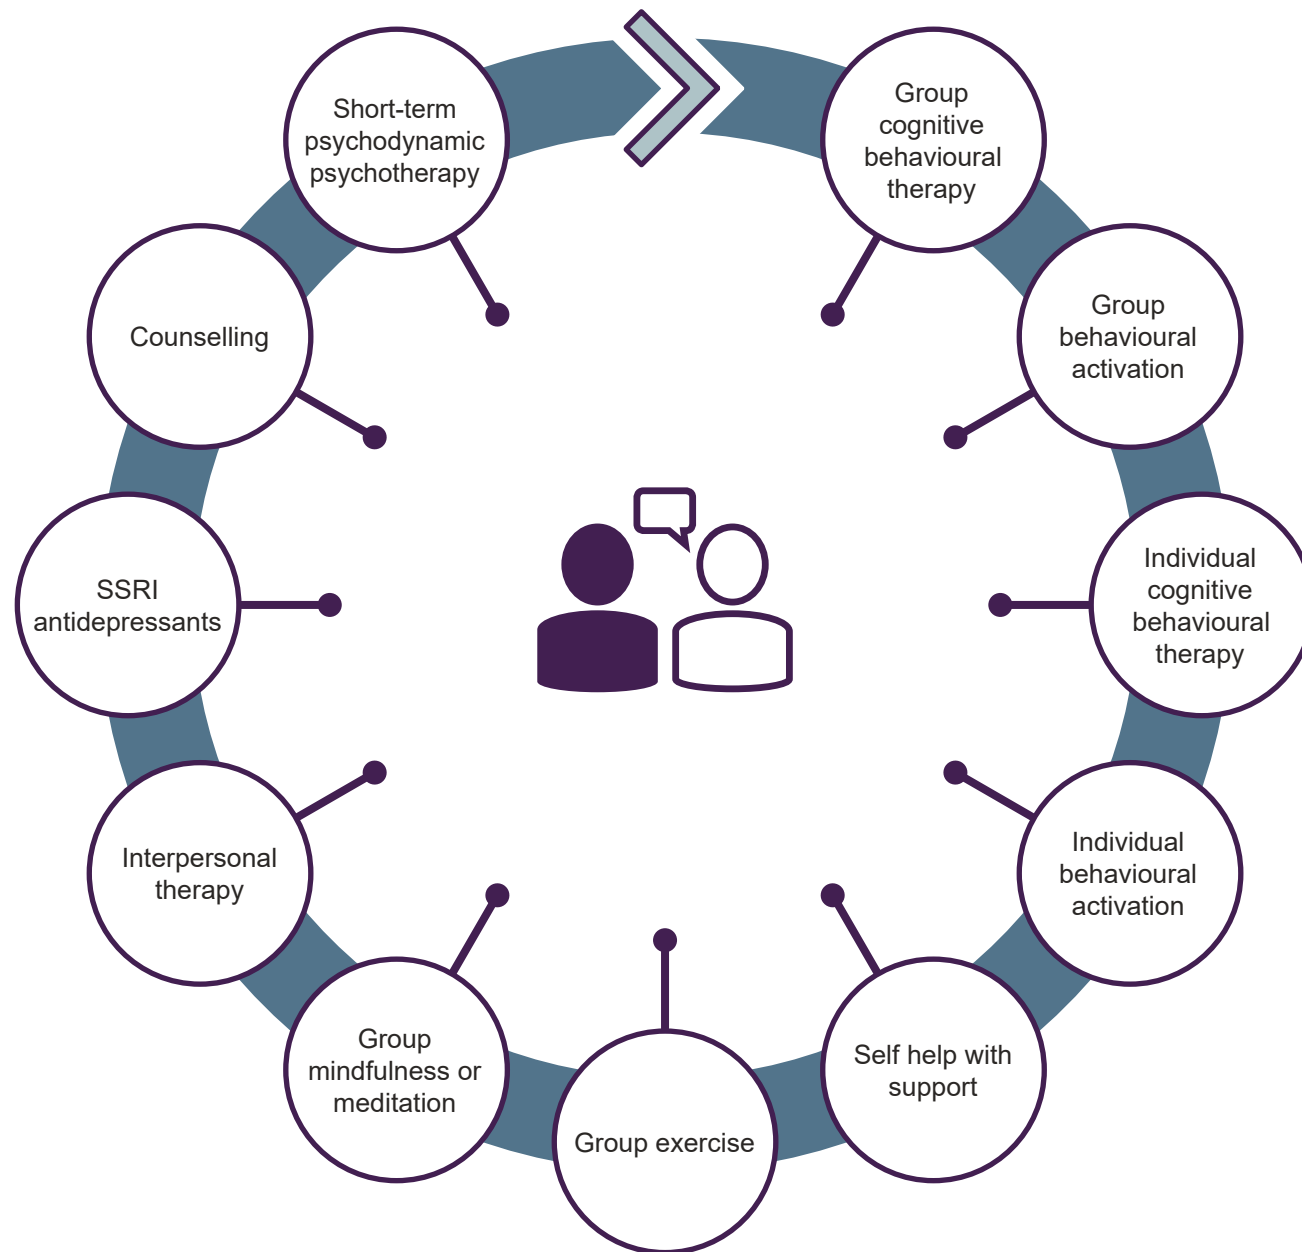 Group
cognitive
behavioural
therapy
Group
behavioural
activation
Individual
cognitive
behavioural
therapy
Individual
behavioural
activation
Self help with
support
Group exercise
Group
mindfulness or
meditation
Interpersonal
therapy
SSRI
antidepressants
Counselling
Short-term
psychodynamic
psychotherapy